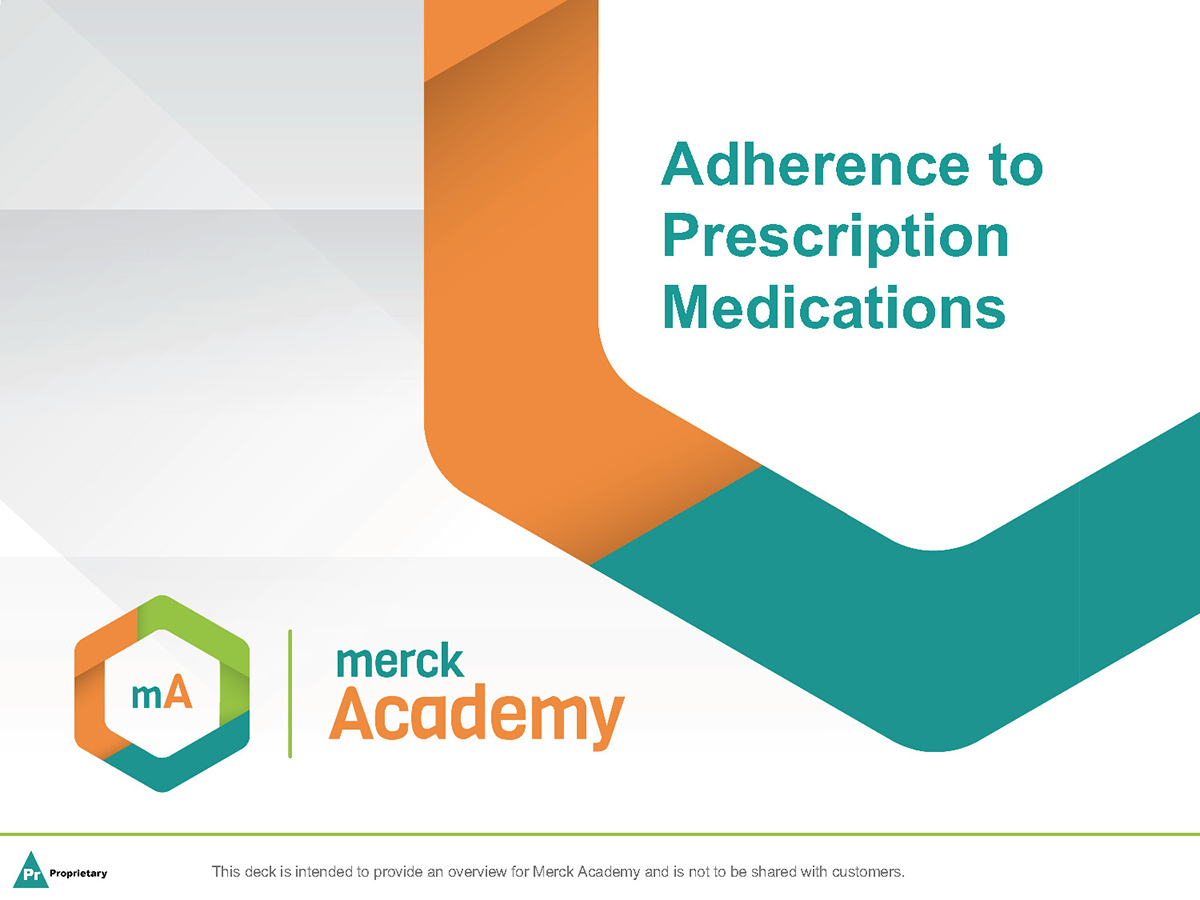 Adherence to
Prescription
Medications
mA
merck
Academy
Pr Proprietary
This deck is intended to provide an overview for Merck Academy and is not to be shared with customers.